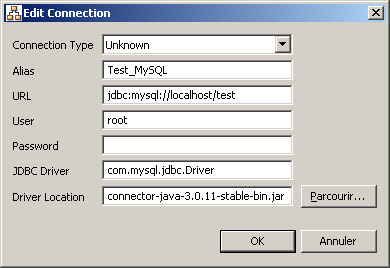 Edit Connection
Connection Type Unknown
Alias Test_MySQL
URL jdbc:mysql://localhost/test
User root
Password
JDBC Driver com.mysql.jdbc.Driver
Driver Location connector-java-3.0.11-stable-bin.jar Parcourir...
OK Annuler